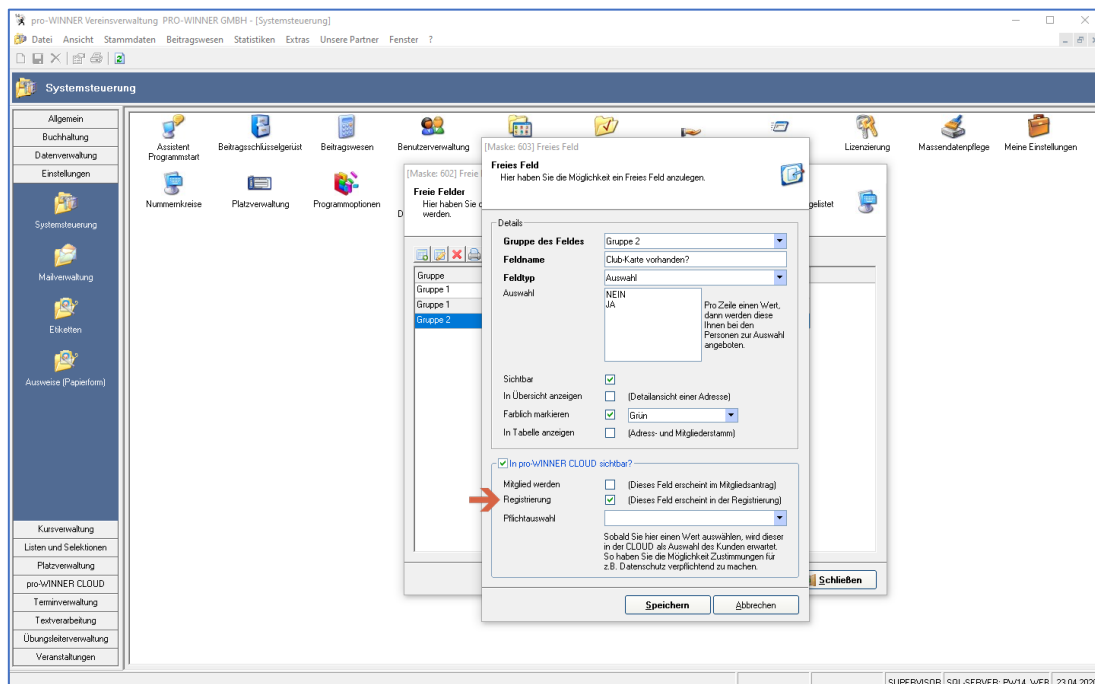 pro-WINNER Vereinsverwaltung PRO-WINNER GMBH - [Systemsteuerung]
Datei Ansicht Stammdaten Beitragswesen Statistiken Extras Unsere Partner Fenster ?
Systemsteuerung
Allgemein
Buchhaltung
Datenverwaltung
Einstellungen
Systemsteuerung
Mailverwaltung
Etiketten
Ausweise (Papierform)
Kursverwaltung
Listen und Selektionen
Platzverwaltung
pro-WINNER CLOUD
Terminverwaltung
Textverarbeitung
Übungsleiterverwaltung
Veranstaltungen
Assistent
Programmstart
Beitragsschlüsselgerüst
Beitragswesen
Benutzerverwaltung
Lizenzierung
Massendatenpflege
Meine Einstellungen
Nummernkreise
Platzverwaltung
Programmoptionen
D
[Maske: 602] Freie
Freie Felder
Hier haben Sie
werden.
gelistet
Gruppe
Gruppe 1
Gruppe 1
Gruppe 2
Schließen
[Maske: 603] Freies Feld
Freies Feld
Hier haben Sie die Möglichkeit ein Freies Feld anzulegen.
Details
Gruppe des Feldes Gruppe 2
Feldname Club-Karte vorhanden?
Feldtyp Auswahl
Auswahl NEIN
JA
Pro Zeile einen Wert,
dann werden diese
Ihnen bei den
Personen zur Auswahl
angeboten.
Sichtbar
In Übersicht anzeigen (Detailansicht einer Adresse)
Farblich markieren Grün
In Tabelle anzeigen (Adress- und Mitgliederstamm)
In pro-WINNER CLOUD sichtbar?
Mitglied werden (Dieses Feld erscheint im Mitgliedsantrag)
Registrierung (Dieses Feld erscheint in der Registrierung)
Pflichtauswahl
Sobald Sie hier einen Wert auswählen, wird dieser
in der CLOUD als Auswahl des Kunden erwartet.
So haben Sie die Möglichkeit Zustimmungen für
z.B. Datenschutz verpflichtend zu machen.
Speichern Abbrechen
SUPERVISOR SQL-SERVER: PW14_WEB 23.04.2020